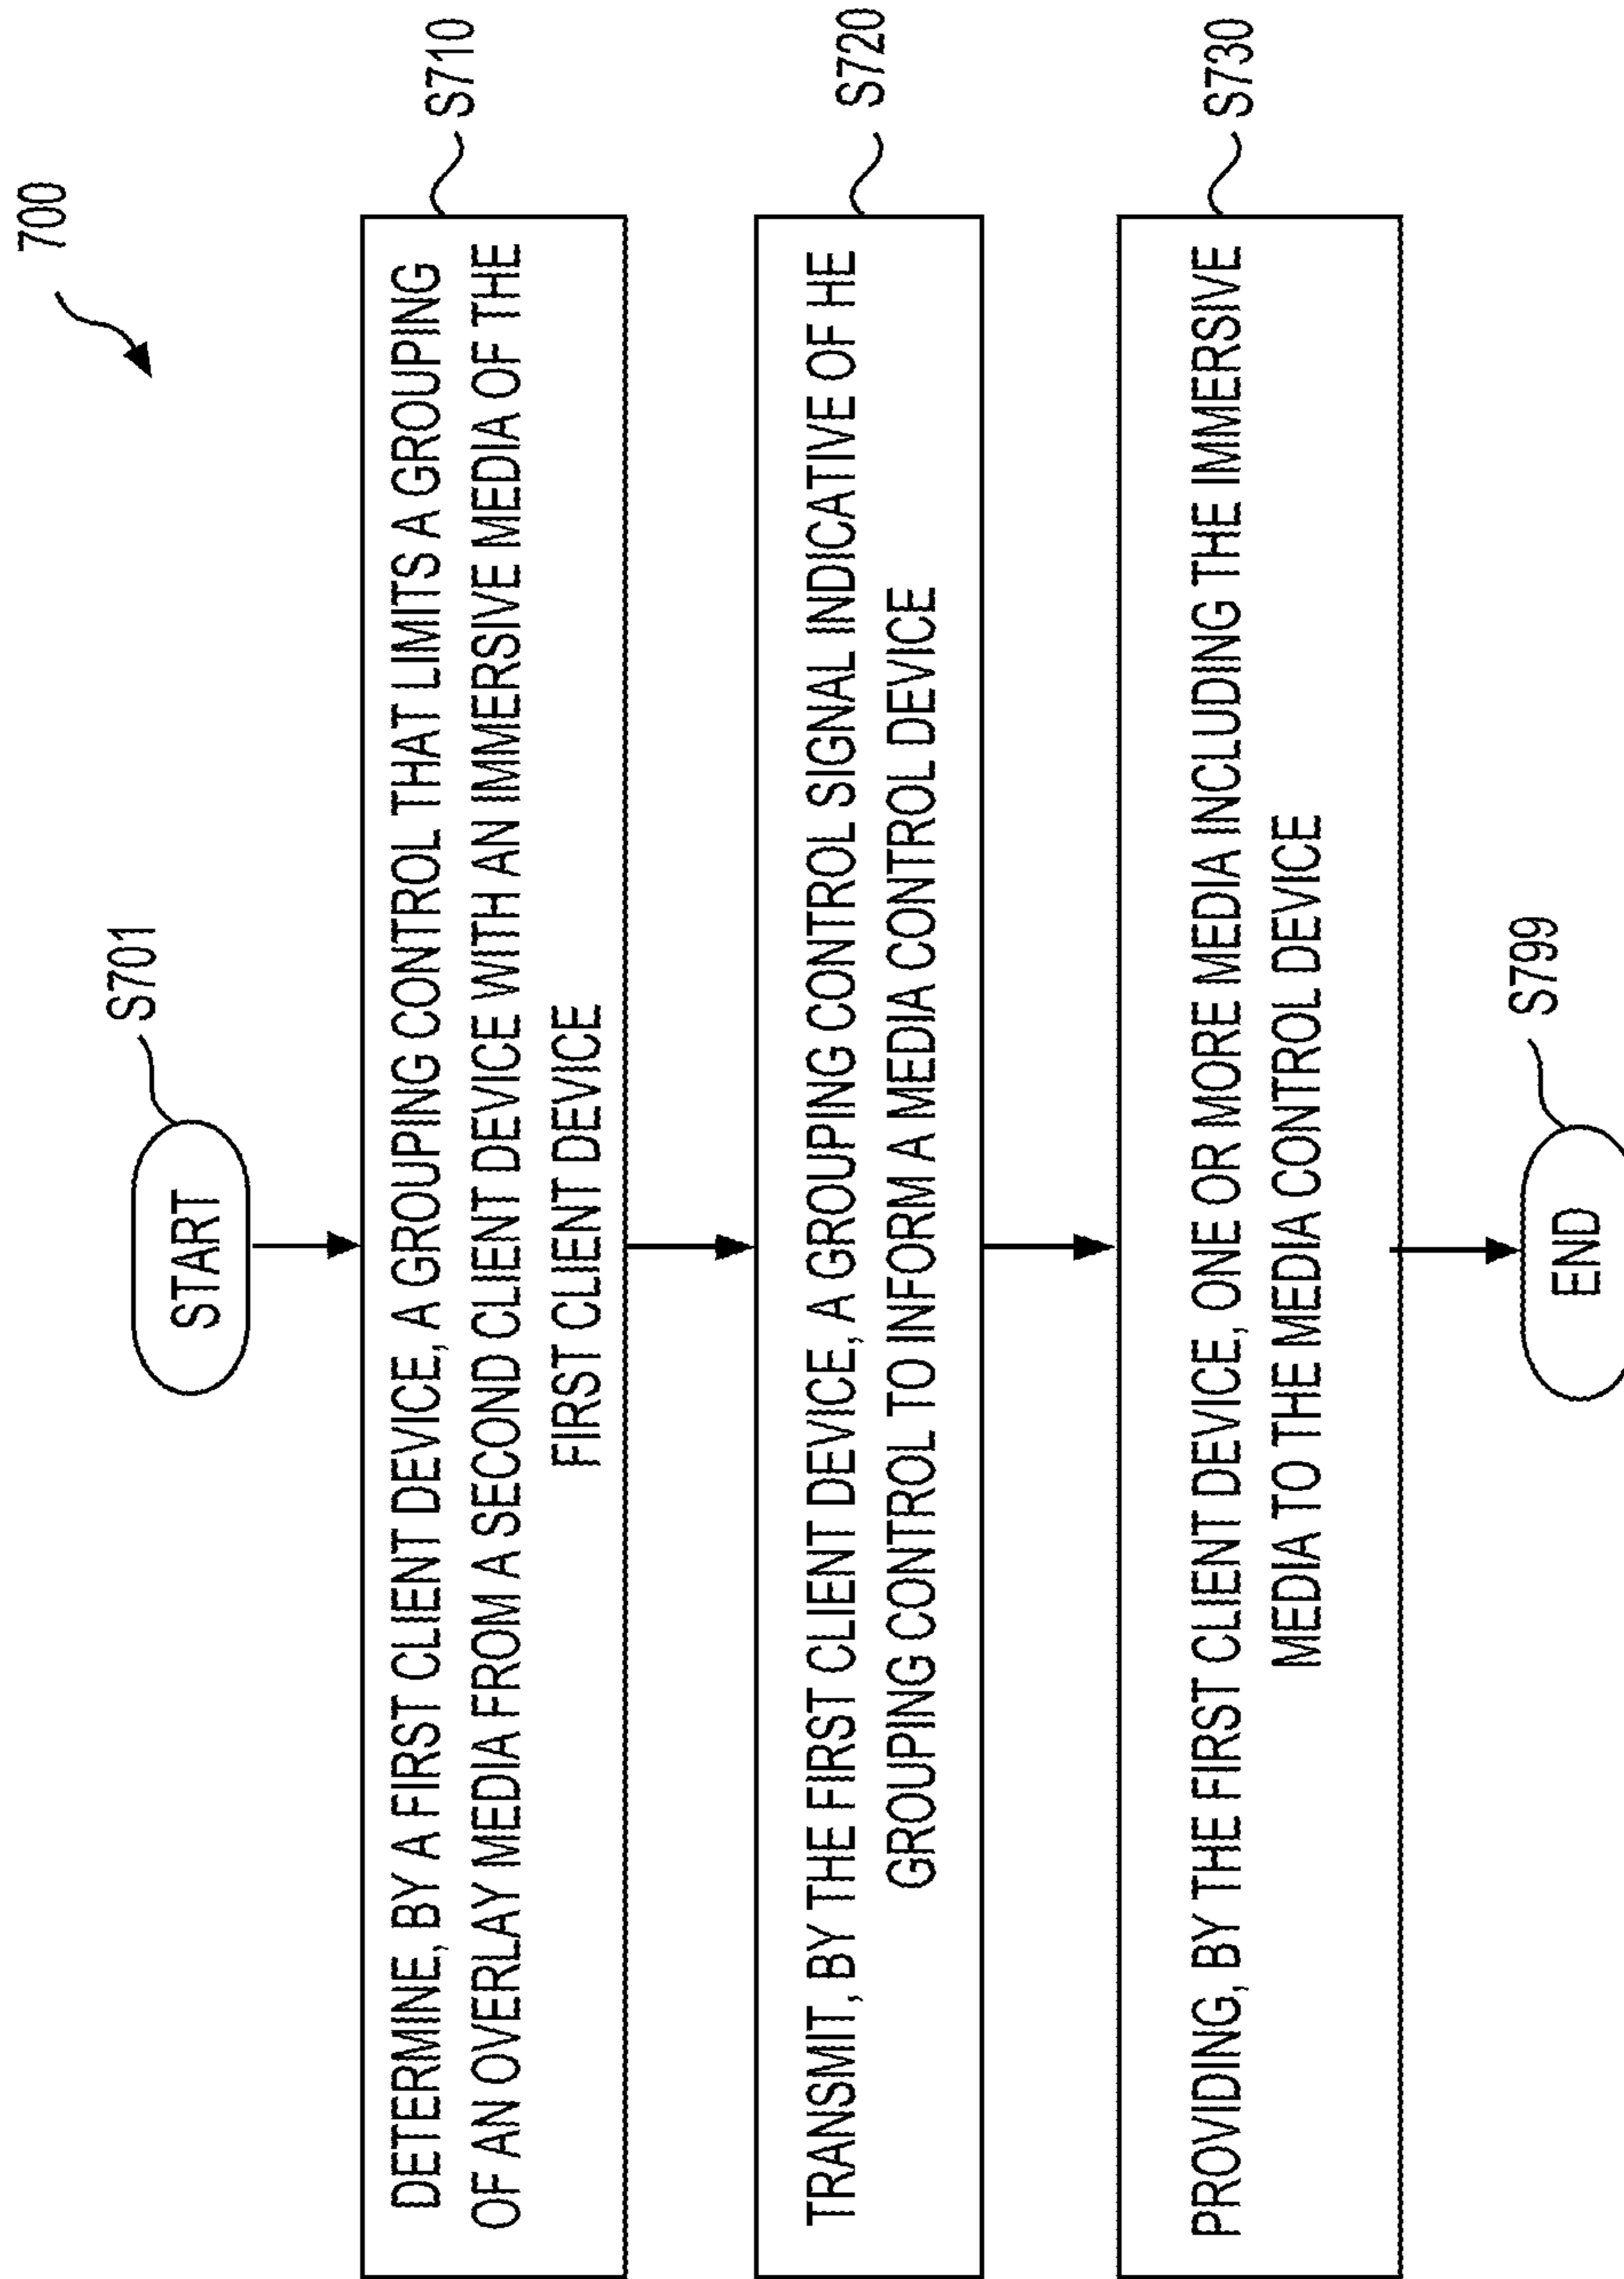 700
START
S701
DETERMINE, BY A FIRST CLIENT DEVICE, A GROUPING CONTROL THAT LIMITS A GROUPING
OF AN OVERLAY MEDIA FROM A SECOND CLIENT DEVICE WITH AN IMMERSIVE MEDIA OF THE
FIRST CLIENT DEVICE
S710
TRANSMIT, BY THE FIRST CLIENT DEVICE, A GROUPING CONTROL SIGNAL INDICATIVE OF HE
GROUPING CONTROL TO INFORM A MEDIA CONTROL DEVICE
S720
PROVIDING, BY THE FIRST CLIENT DEVICE, ONE OR MORE MEDIA INCLUDING THE IMMERSIVE
MEDIA TO THE MEDIA CONTROL DEVICE
S730
END
S799